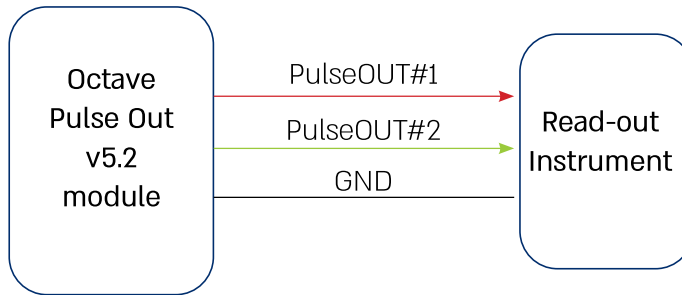 Octave
Pulse Out
v5.2
module
PulseOUT#1
PulseOUT#2
GND
Read-out
Instrument